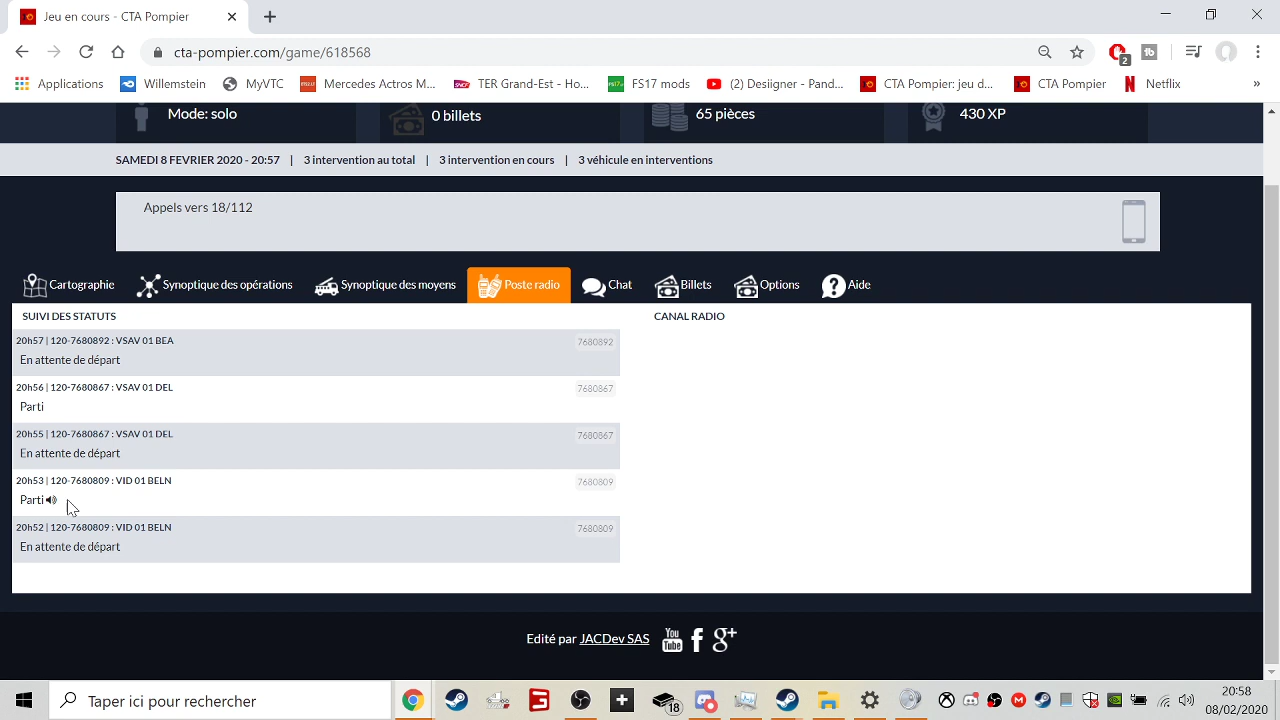 Jeu en cours - CTA Pompier
cta-pompier.com/game/618568
2
Applications
Willemstein
MyVTC
Mercedes Actros M...
TER Grand-Est - Ho...
FS17 mods
(2) Desiigner - Pand...
CTA Pompier: jeu d...
CTA Pompier
Netflix
»
Mode: solo
0 billets
65 pièces
430 XP
SAMEDI 8 FEVRIER 2020 - 20:57 | 3 intervention au total | 3 intervention en cours | 3 véhicule en interventions
Appels vers 18/112
Cartographie
Synoptique des opérations
Synoptique des moyens
Poste radio
Chat
Billets
Options
Aide
SUIVI DES STATUTS
CANAL RADIO
20h57 | 120-7680892 : VSAV 01 BEA 7680892
En attente de départ
20h56 | 120-7680867 : VSAV 01 DEL 7680867
Parti
20h55 | 120-7680867 : VSAV 01 DEL 7680867
En attente de départ
20h53 | 120-7680809 : VID 01 BELN 7680809
Parti
20h52 | 120-7680809 : VID 01 BELN 7680809
En attente de départ
Edité par JACDev SAS
You Tube
f
g+
Taper ici pour rechercher
18
20:58
08/02/2020